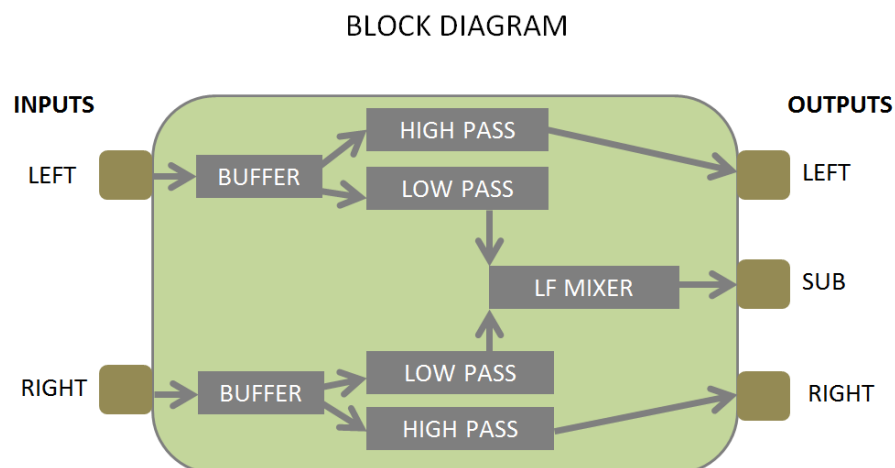 BLOCK DIAGRAM
INPUTS
OUTPUTS
HIGH PASS
LEFT
BUFFER
LOW PASS
LEFT
LF MIXER
SUB
RIGHT
BUFFER
LOW PASS
HIGH PASS
RIGHT